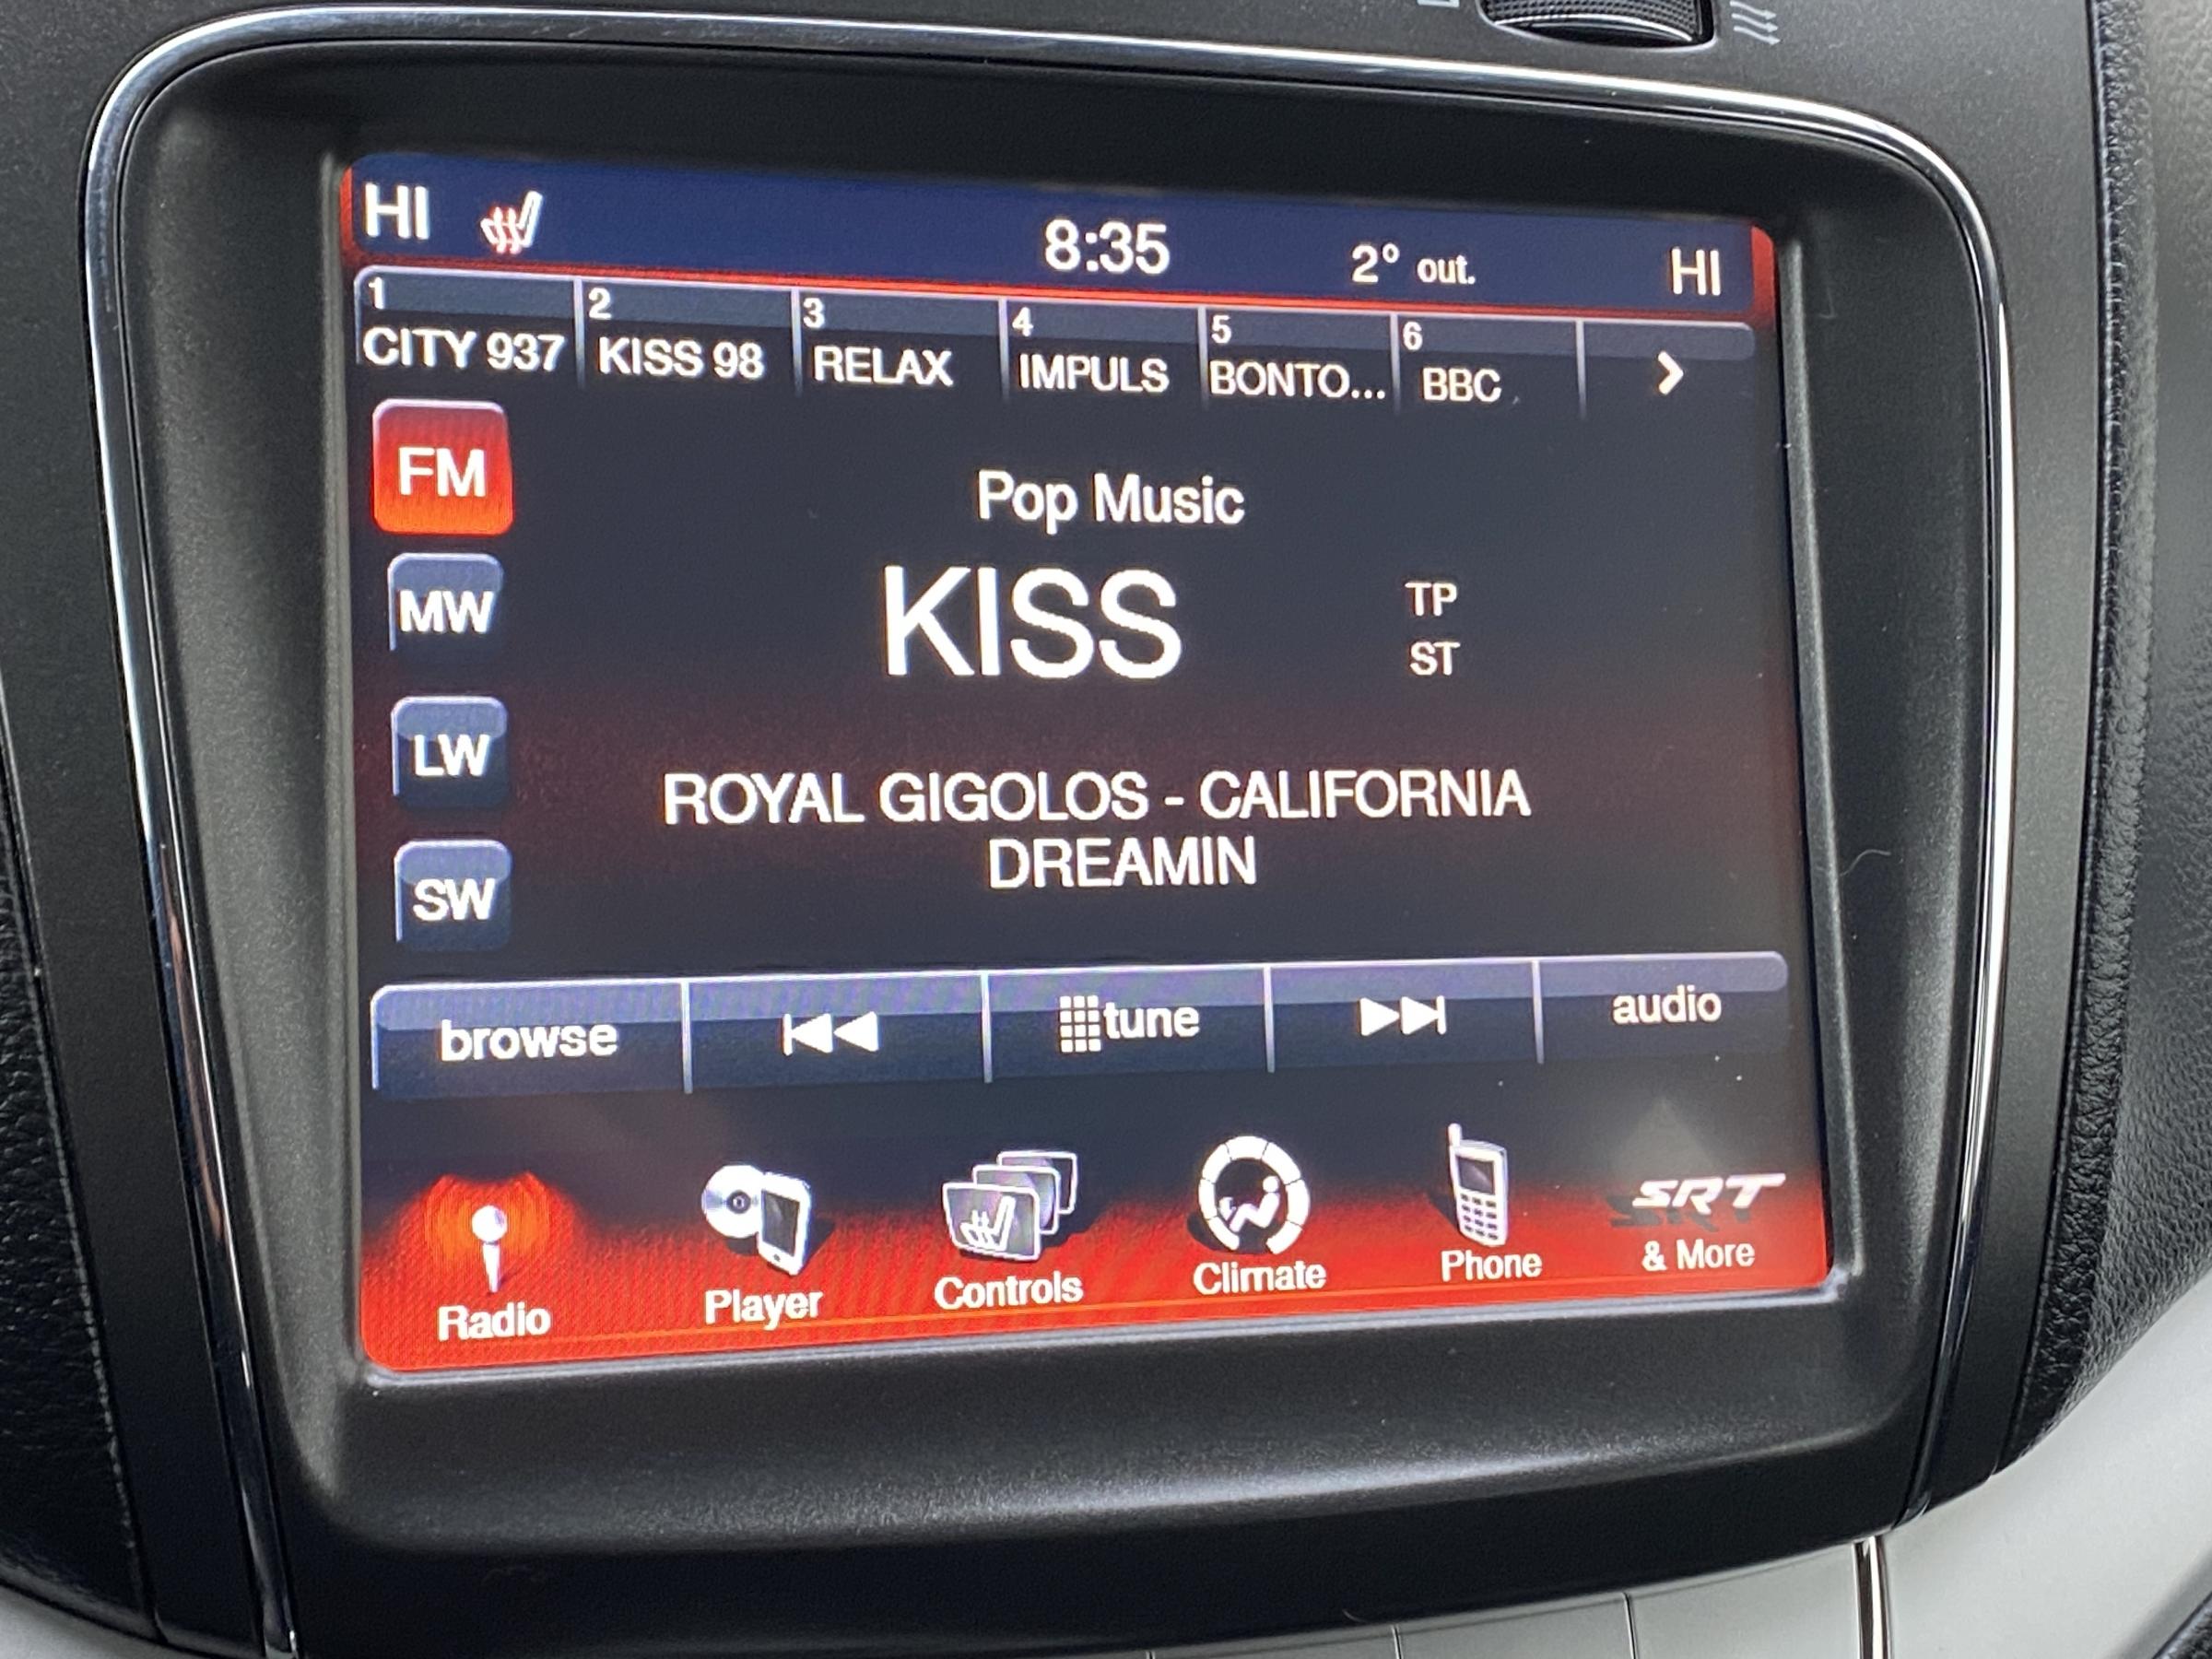 HI 8:35 2° out. HI
1 2 3 4 5 6
CITY 937 KISS 98 RELAX IMPULS BONTO... BBC
FM
Pop Music
MW
KISS
TP
ST
LW
ROYAL GIGOLOS - CALIFORNIA
DREAMIN
SW
browse tune audio
Radio Player Controls Climate Phone SRT
& More